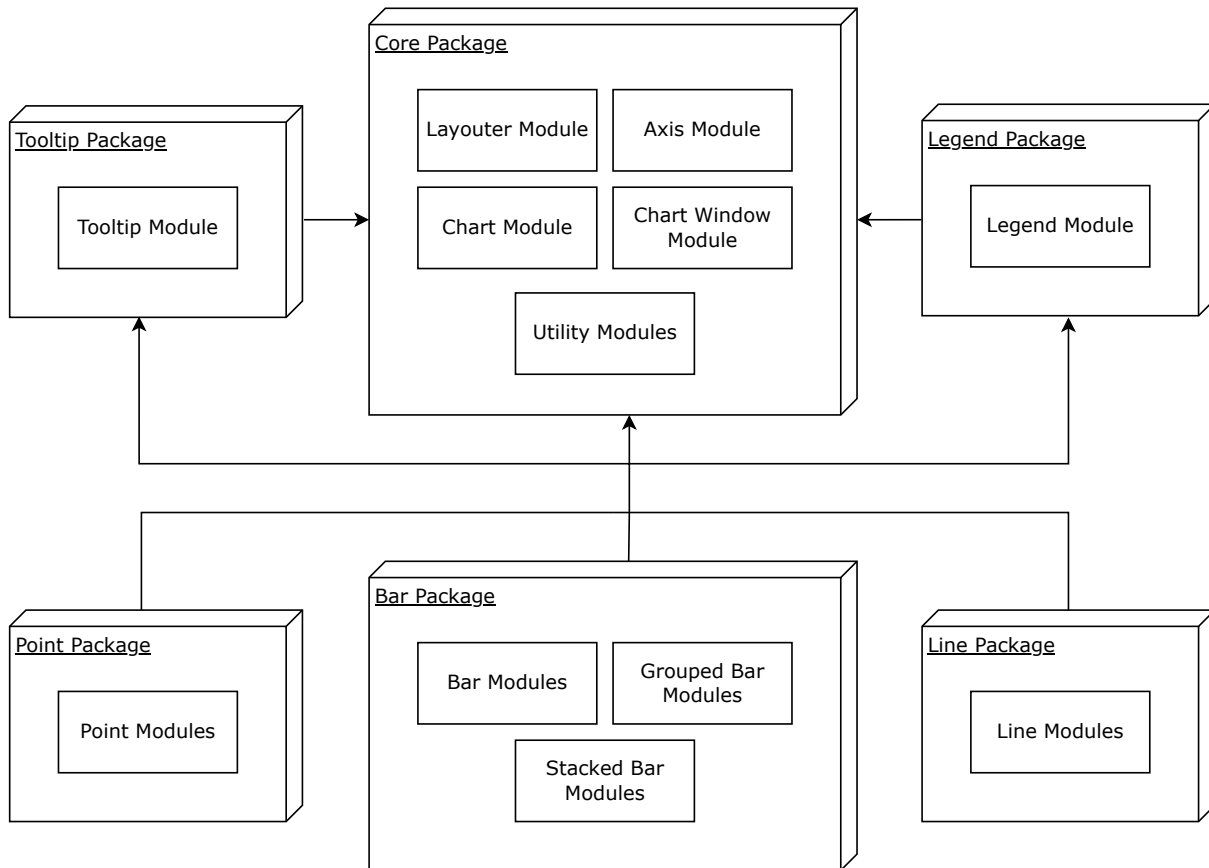 Core Package
Layouter Module
Axis Module
Chart Module
Chart Window
Module
Utility Modules
Tooltip Package
Tooltip Module
Legend Package
Legend Module
Point Package
Point Modules
Bar Package
Bar Modules
Grouped Bar
Modules
Stacked Bar
Modules
Line Package
Line Modules